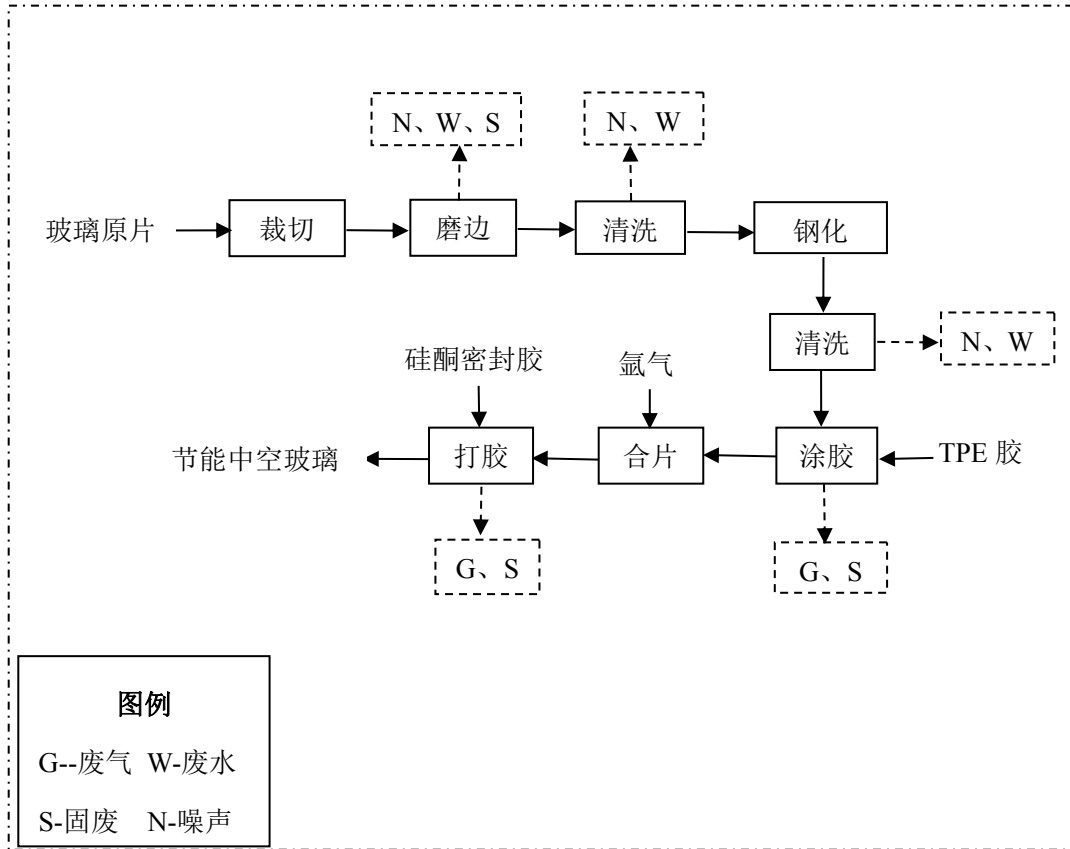 N、W、S
N、W
玻璃原片
裁切
磨边
清洗
钢化
清洗
N、W
硅酮密封胶
氩气
节能中空玻璃
打胶
合片
涂胶
TPE 胶
G、S
G、S
图例
G--废气 W-废水
S-固废 N-噪声